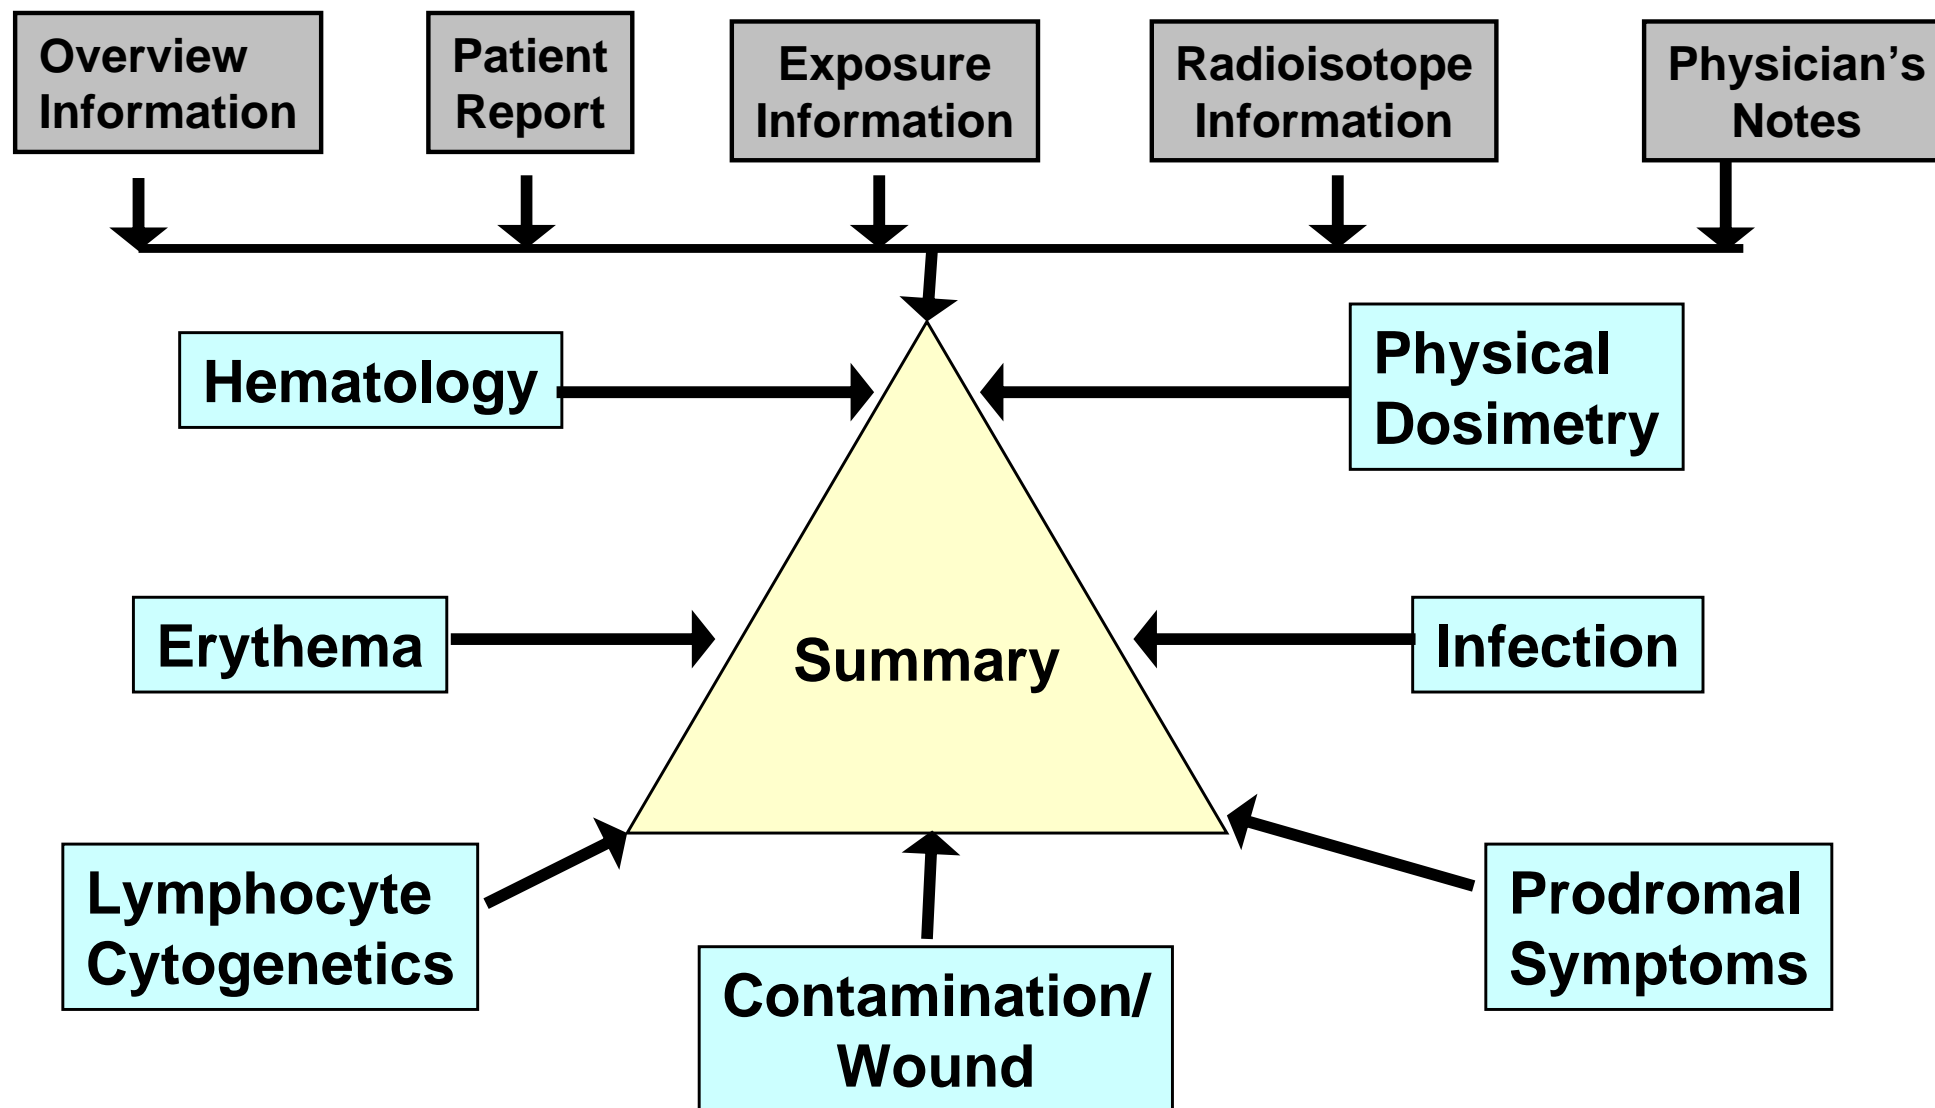 Overview
Information
Patient
Report
Exposure
Information
Radioisotope
Information
Physician’s
Notes
Hematology
Physical
Dosimetry
Erythema
Summary
Infection
Lymphocyte
Cytogenetics
Contamination/
Wound
Prodromal
Symptoms